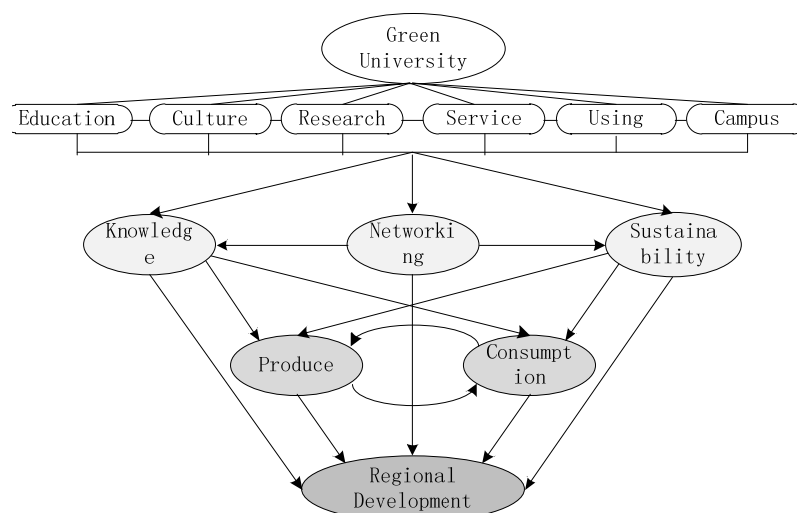 Green
University
Education
Culture
Research
Service
Using
Campus
Knowledg
e
Networki
ng
Sustaina
bility
Produce
Consumpt
ion
Regional
Development